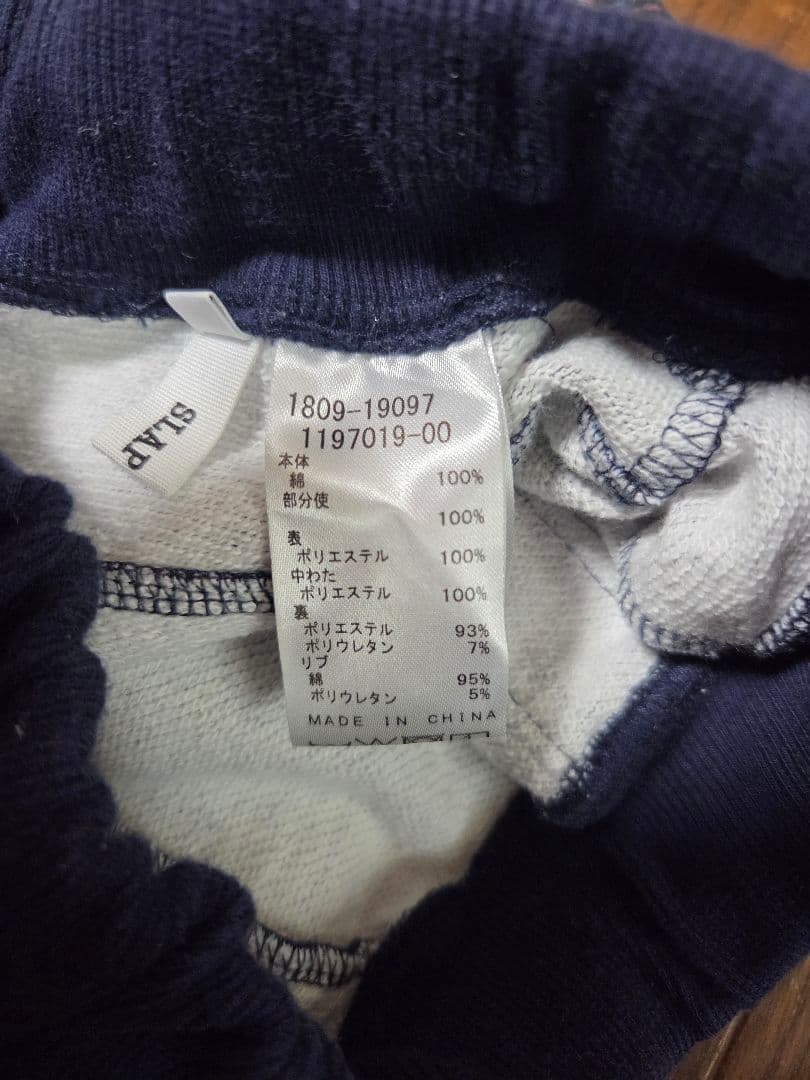 SLAP
1809-19097
1197019-00
本体
綿 100%
部分使
100%
表
ポリエステル 100%
中わた
ポリエステル 100%
裏
ポリエステル 93%
ポリウレタン 7%
リブ
綿 95%
ポリウレタン 5%
MADE IN CHINA